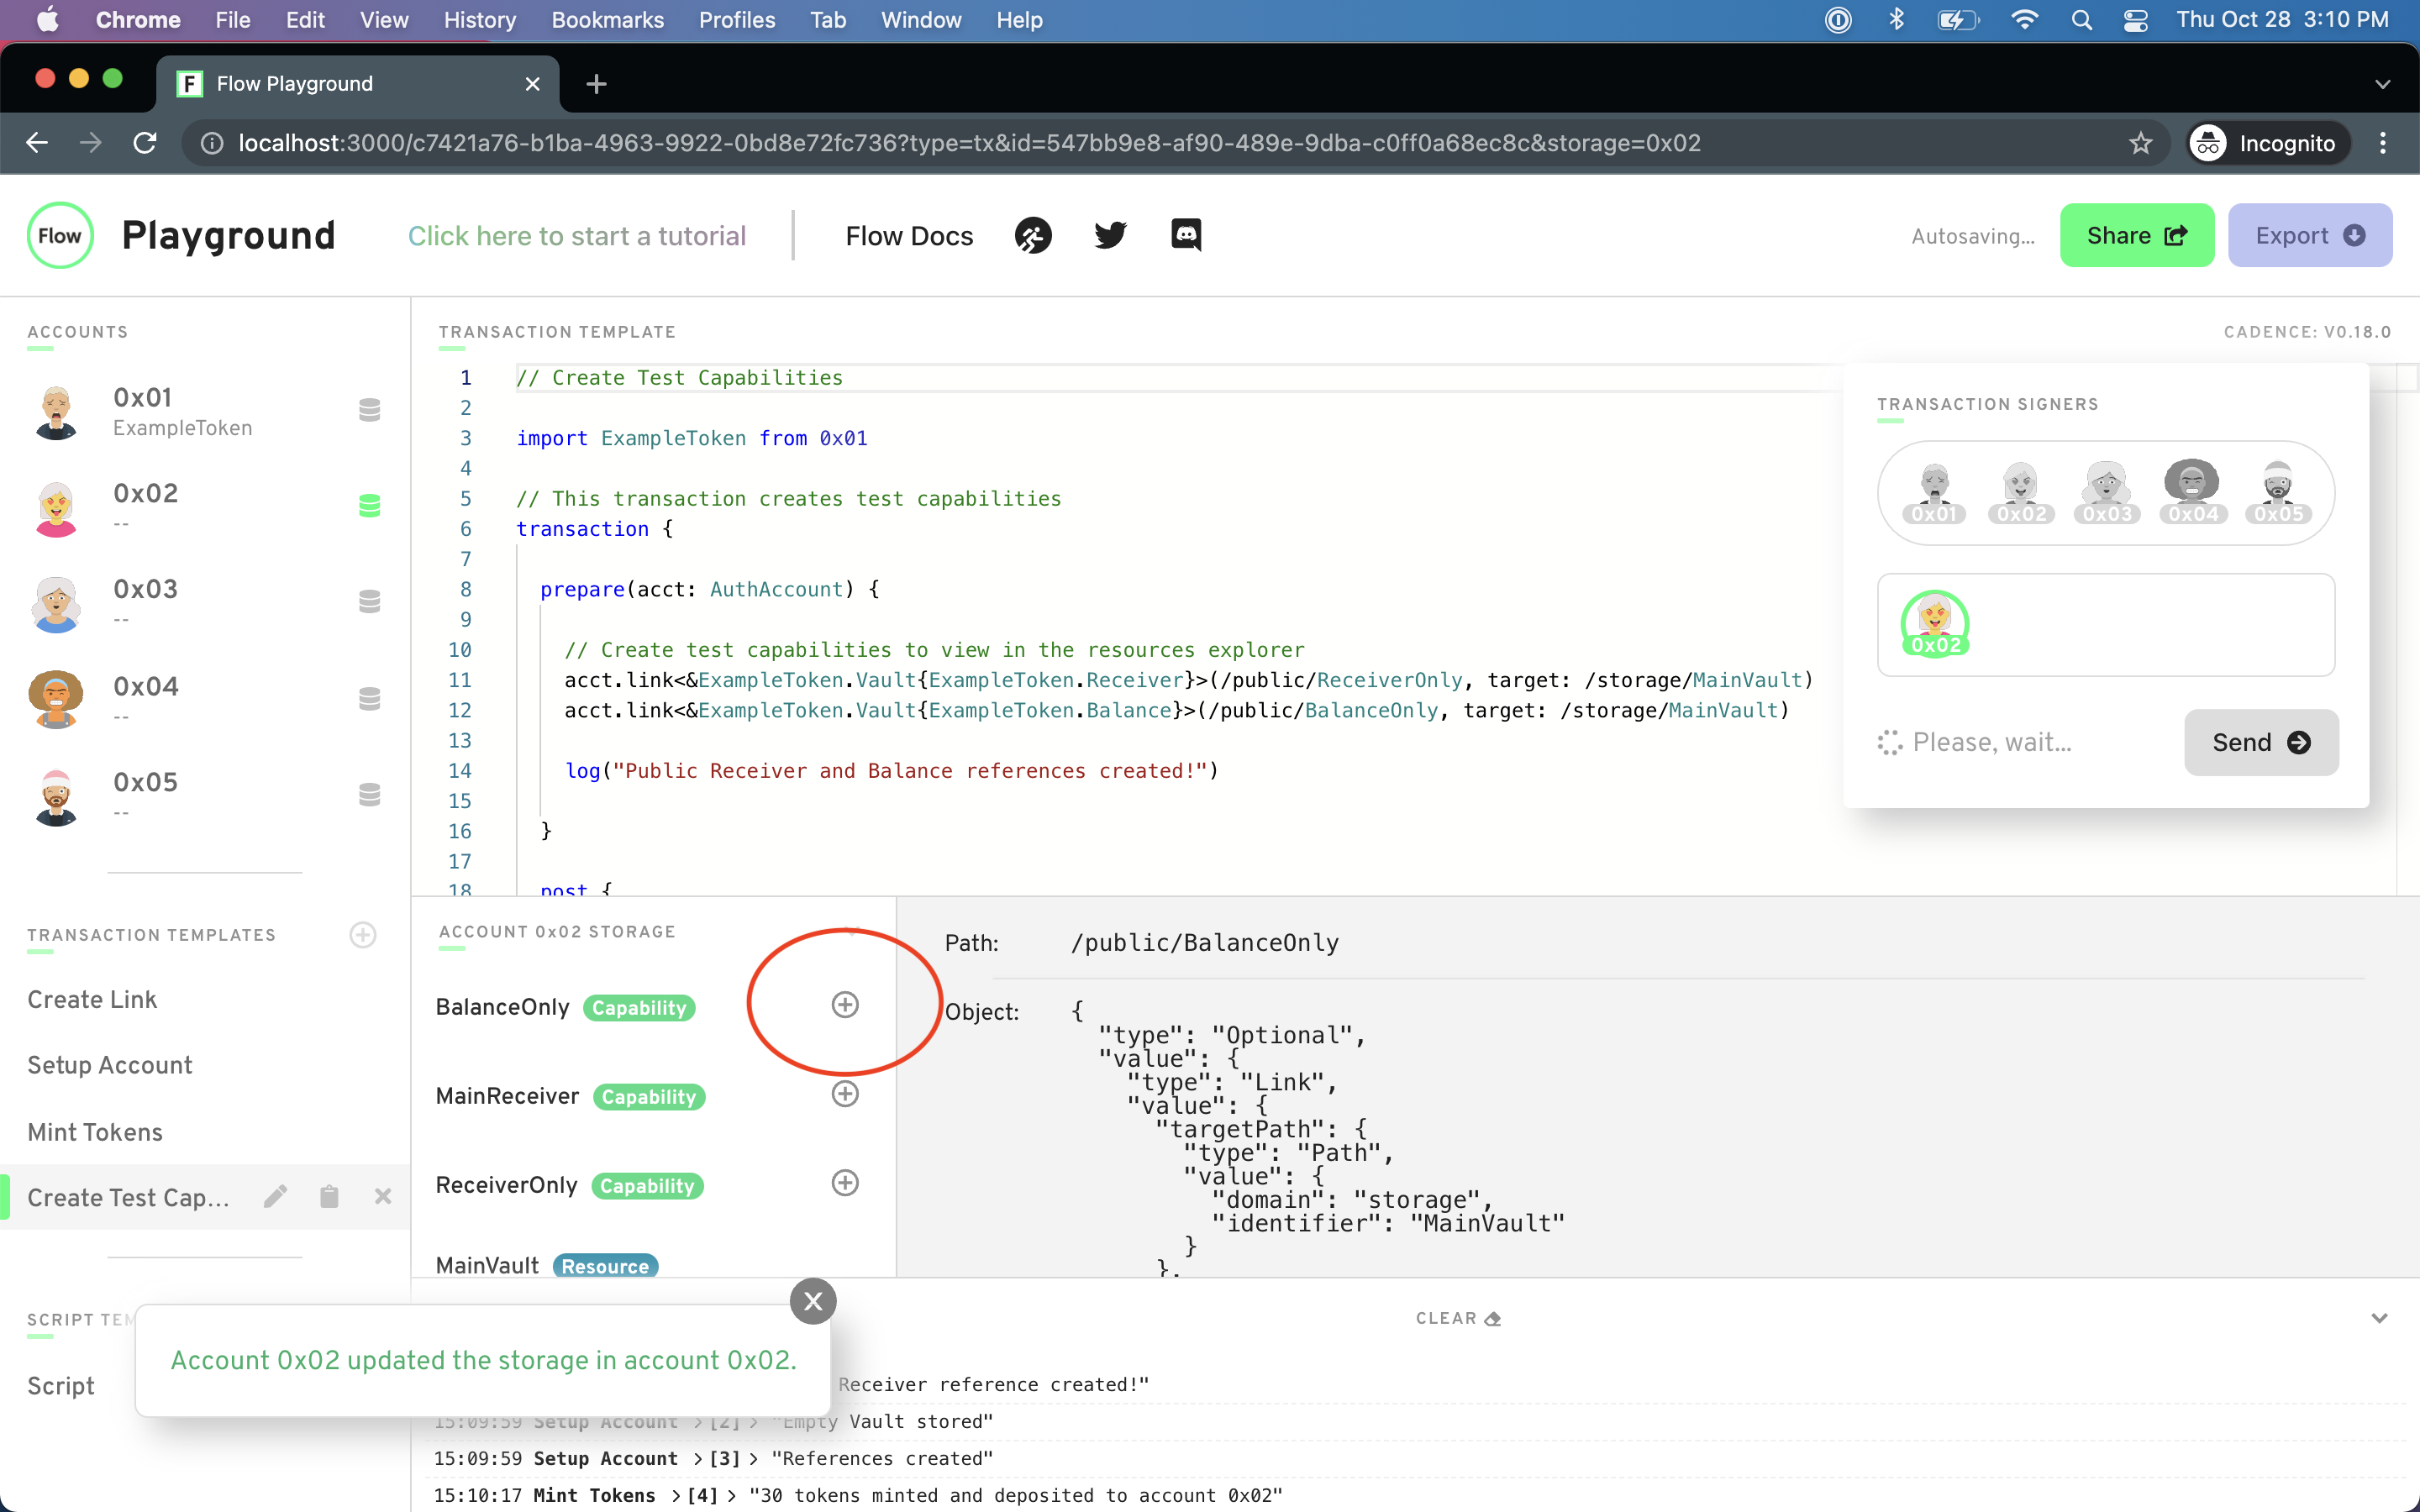 Chrome File Edit View History Bookmarks Profiles Tab Window Help Thu Oct 28 3:10 PM
F Flow Playground
localhost:3000/c7421a76-b1ba-4963-9922-0bd8e72fc736?type=tx&id=547bb9e8-af90-489e-9dba-c0ff0a68ec8c&storage=0x02 Incognito
Flow Playground Click here to start a tutorial Flow Docs Autosaving... Share Export
ACCOUNTS
0x01
ExampleToken
0x02
--
0x03
--
0x04
--
0x05
--
TRANSACTION TEMPLATES
Create Link
Setup Account
Mint Tokens
Create Test Cap...
SCRIPT TEM
Script
TRANSACTION TEMPLATE CADENCE: V0.18.0
1 // Create Test Capabilities
2
3 import ExampleToken from 0x01
4
5 // This transaction creates test capabilities
6 transaction {
7
8 prepare(acct: AuthAccount) {
9
10 // Create test capabilities to view in the resources explorer
11 acct.link<&ExampleToken.Vault{ExampleToken.Receiver}>(/public/ReceiverOnly, target: /storage/MainVault)
12 acct.link<&ExampleToken.Vault{ExampleToken.Balance}>(/public/BalanceOnly, target: /storage/MainVault)
13
14 log("Public Receiver and Balance references created!")
15
16 }
17
18 post {
TRANSACTION SIGNERS
0x01 0x02 0x03 0x04 0x05
0x02
Please, wait... Send
ACCOUNT 0x02 STORAGE
BalanceOnly Capability
MainReceiver Capability
ReceiverOnly Capability
MainVault Resource
Path: /public/BalanceOnly
Object: {
"type": "Optional",
"value": {
"type": "Link",
"value": {
"targetPath": {
"type": "Path",
"value": {
"domain": "storage",
"identifier": "MainVault"
}
},
X
Account 0x02 updated the storage in account 0x02.
CLEAR
Receiver reference created!"
15:09:59 Setup Account >[2]> "Empty Vault stored"
15:09:59 Setup Account >[3]> "References created"
15:10:17 Mint Tokens >[4]> "30 tokens minted and deposited to account 0x02"